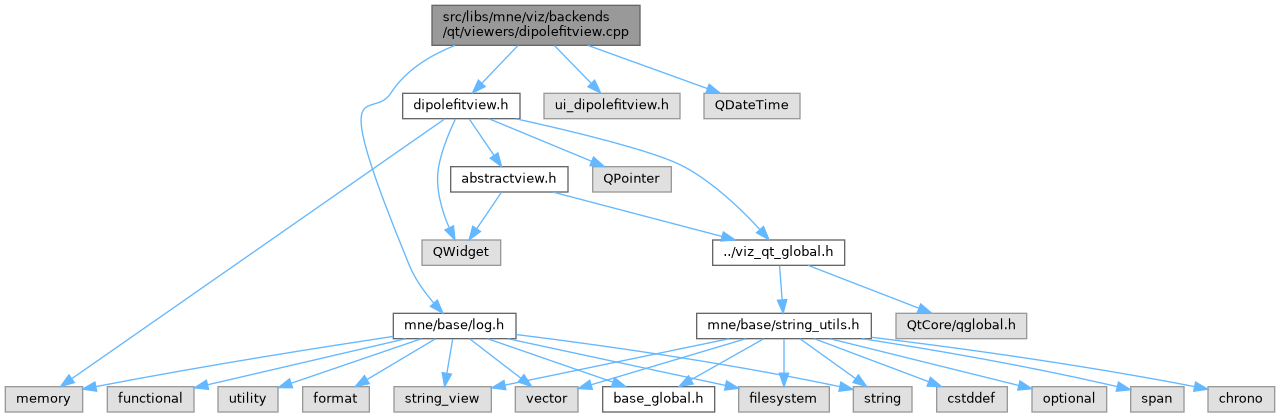 src/libs/mne/viz/backends
/qt/viewers/dipolefitview.cpp
dipolefitview.h
ui_dipolefitview.h
QDateTime
abstractview.h
QPointer
QWidget
../viz_qt_global.h
mne/base/log.h
mne/base/string_utils.h
QtCore/qglobal.h
memory
functional
utility
format
string_view
vector
base_global.h
filesystem
string
cstddef
optional
span
chrono